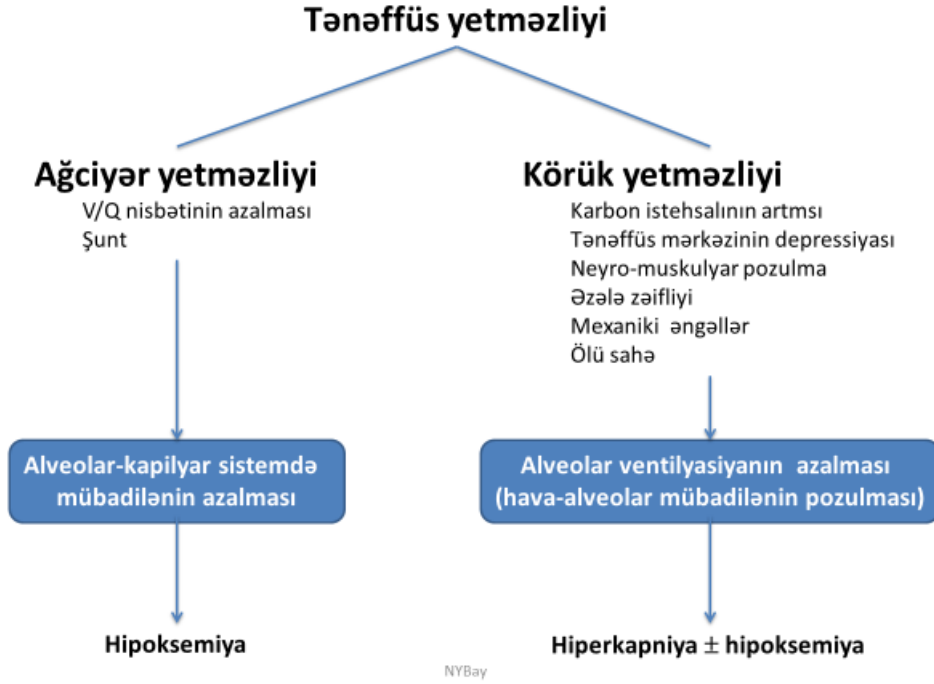 Tənəffüs yetməzliyi
Ağciyər yetməzliyi
V/Q nisbətinin azalması
Şunt
Körük yetməzliyi
Karbon istehsalının artmsı
Tənəffüs mərkəzinin depressiyası
Neyro-muskulyar pozulma
Əzələ zəifliyi
Mexaniki əngəllər
Ölü sahə
Alveolar-kapilyar sistemdə
mübadilənin azalması
Alveolar ventilyasiyanın azalması
(hava-alveolar mübadilənin pozulması)
Hipoksemiya
Hiperkapniya ± hipoksemiya
NYBay